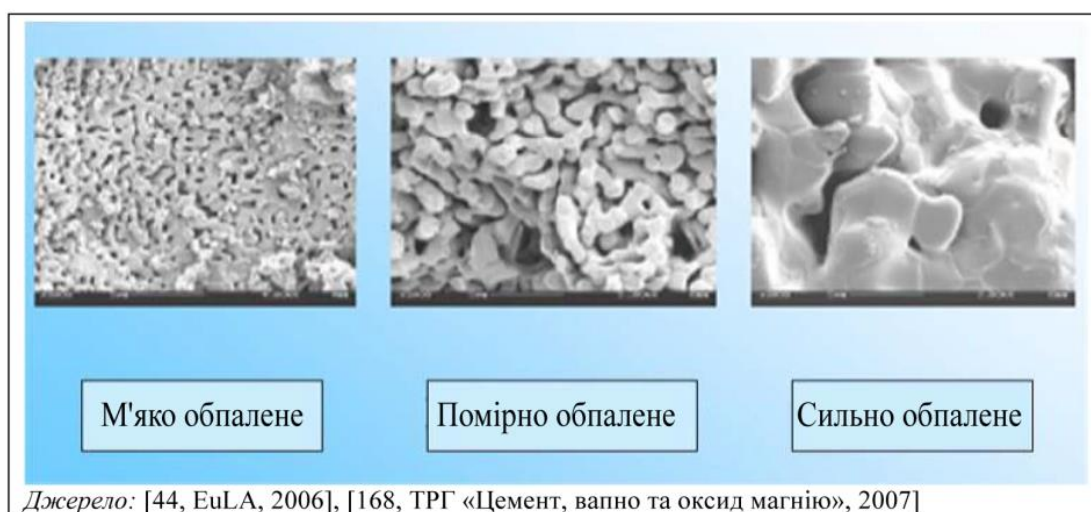 М'яко обпалене
Помірно обпалене
Сильно обпалене
Джерело: [44, EuLA, 2006], [168, ТРГ «Цемент, вапно та оксид магнію», 2007]